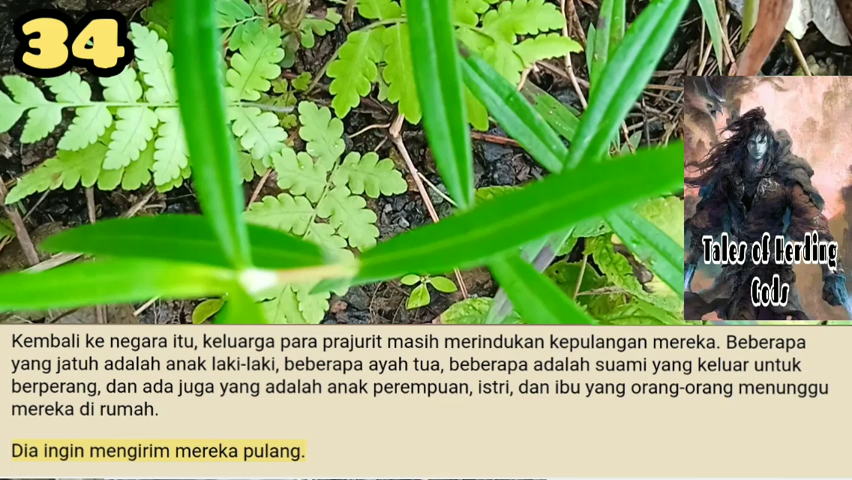 34
Tales of Herding
Gods
Kembali ke negara itu, keluarga para prajurit masih merindukan kepulangan mereka. Beberapa
yang jatuh adalah anak laki-laki, beberapa ayah tua, beberapa adalah suami yang keluar untuk
berperang, dan ada juga yang adalah anak perempuan, istri, dan ibu yang orang-orang menunggu
mereka di rumah.
Dia ingin mengirim mereka pulang.